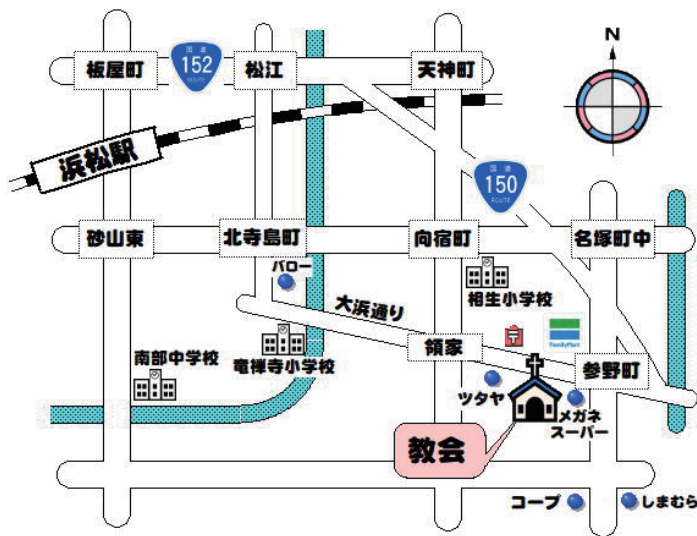 N
板屋町
国道
152
ROUTE
松江
天神町
浜松駅
国道
150
ROUTE
砂山東
北寺島町
向宿町
名塚町中
バロー
相生小学校
大浜通り
FamilyMart
南部中学校
竜禅寺小学校
領家
参野町
ツタヤ
メガネ
スーパー
教会
コープ
しまむら